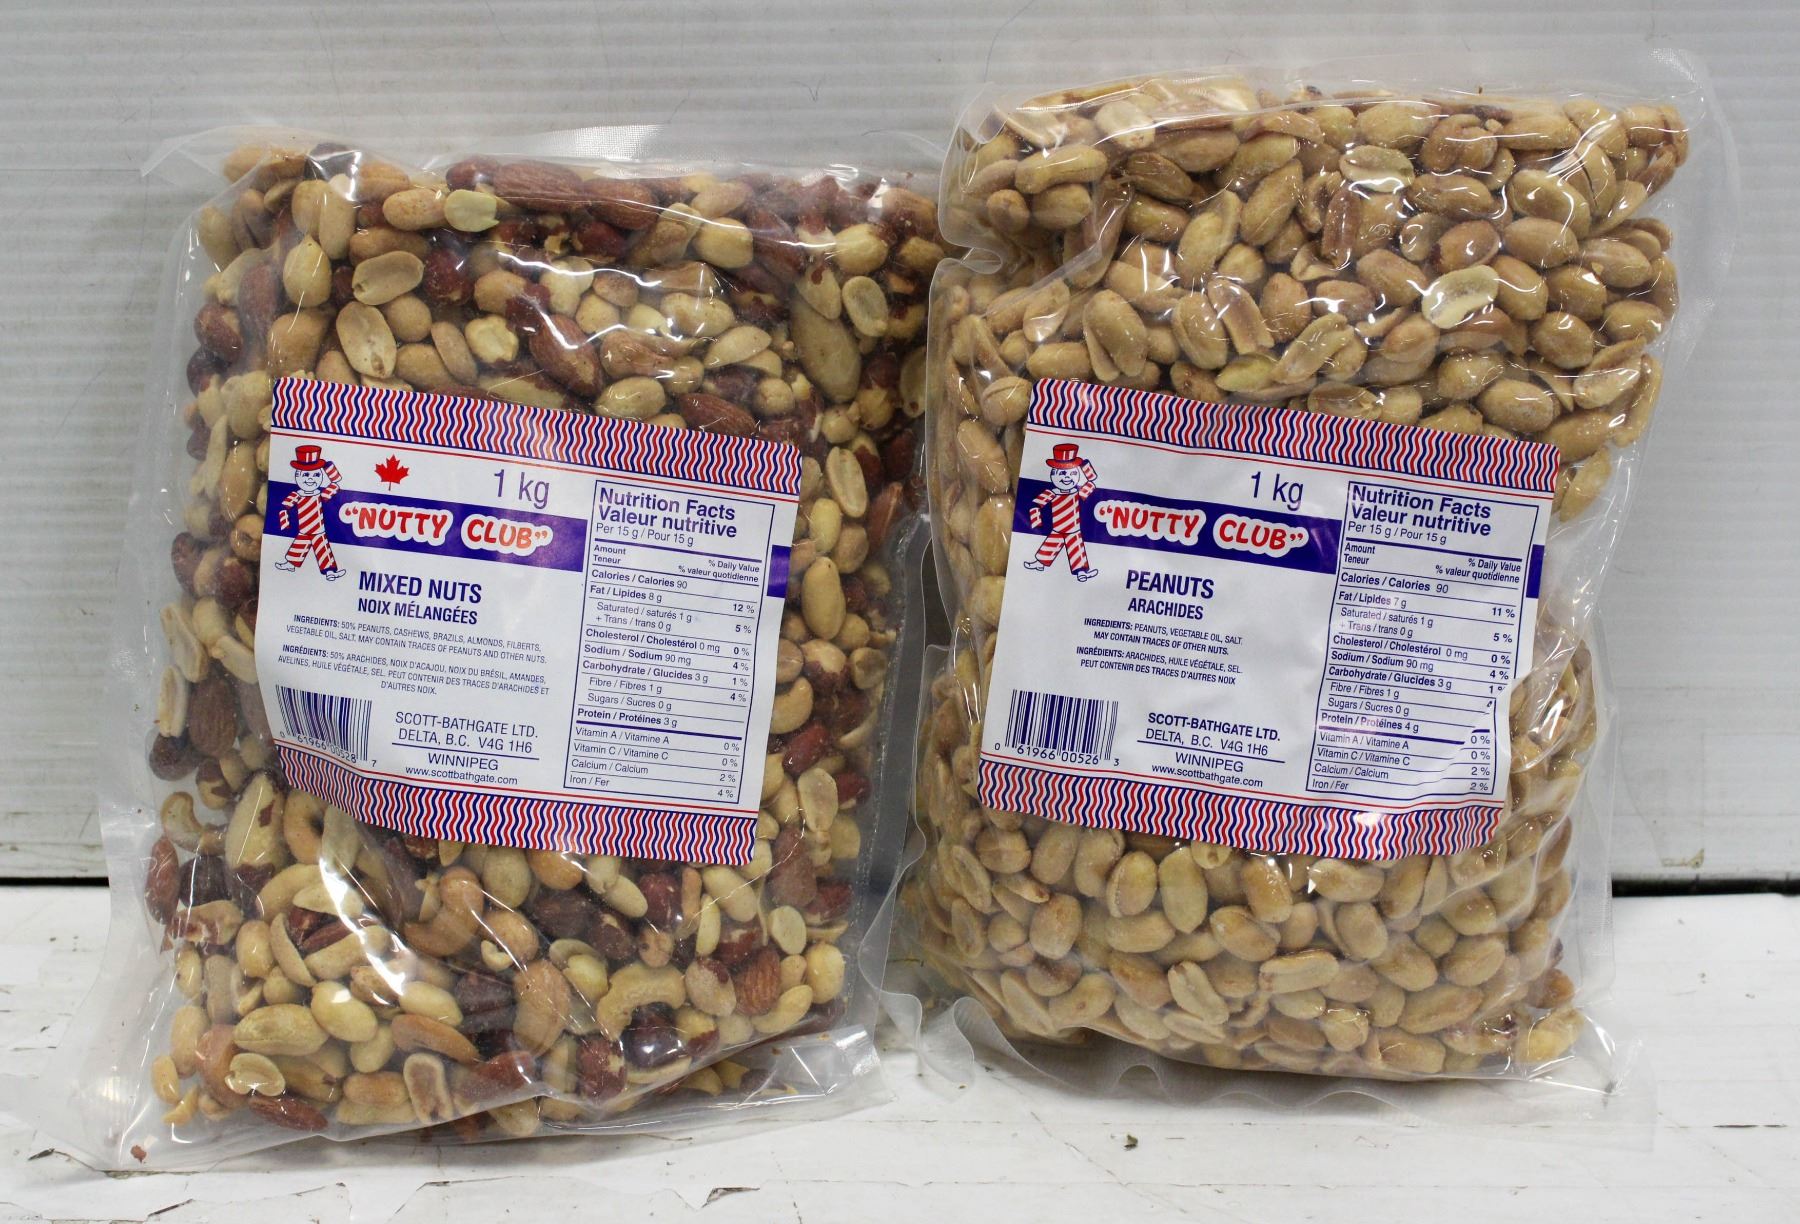 1 kg
"NUTTY CLUB"
MIXED NUTS
NOIX MÉLANGÉES
INGREDIENTS: 50% PEANUTS, CASHEWS, BRAZILS, ALMONDS, FILBERTS,
VEGETABLE OIL, SALT. MAY CONTAIN TRACES OF PEANUTS AND OTHER NUTS.
INGRÉDIENTS: 50% ARACHIDES, NOIX D'ACAJOU, NOIX DU BRÉSIL, AMANDES,
AVELINES, HUILE VÉGÉTALE, SEL. PEUT CONTENIR DES TRACES D'ARACHIDES ET
D'AUTRES NOIX.
0 61966 00528 7
SCOTT-BATHGATE LTD.
DELTA, B.C. V4G 1H6
WINNIPEG
www.scottbathgate.com
Nutrition Facts
Valeur nutritive
Per 15 g / Pour 15 g
Amount
Teneur
% Daily Value
% valeur quotidienne
Calories / Calories 90
Fat / Lipides 8 g 12 %
Saturated / saturés 1 g
+ Trans / trans 0 g 5 %
Cholesterol / Cholestérol 0 mg 0 %
Sodium / Sodium 90 mg 4 %
Carbohydrate / Glucides 3 g 1 %
Fibre / Fibres 1 g 4 %
Sugars / Sucres 0 g
Protein / Protéines 3 g
Vitamin A / Vitamine A 0 %
Vitamin C / Vitamine C 0 %
Calcium / Calcium 2 %
Iron / Fer 4 %
1 kg
"NUTTY CLUB"
PEANUTS
ARACHIDES
INGREDIENTS: PEANUTS, VEGETABLE OIL, SALT.
MAY CONTAIN TRACES OF OTHER NUTS.
INGRÉDIENTS: ARACHIDES, HUILE VÉGÉTALE, SEL.
PEUT CONTENIR DES TRACES D'AUTRES NOIX
0 61966 00526 3
SCOTT-BATHGATE LTD.
DELTA, B.C. V4G 1H6
WINNIPEG
www.scottbathgate.com
Nutrition Facts
Valeur nutritive
Per 15 g / Pour 15 g
Amount
Teneur
% Daily Value
% valeur quotidienne
Calories / Calories 90
Fat / Lipides 7 g 11 %
Saturated / saturés 1 g
+ Trans / trans 0 g 5 %
Cholesterol / Cholestérol 0 mg 0 %
Sodium / Sodium 90 mg 4 %
Carbohydrate / Glucides 3 g 1 %
Fibre / Fibres 1 g
Sugars / Sucres 0 g
Protein / Protéines 4 g
Vitamin A / Vitamine A 0 %
Vitamin C / Vitamine C 0 %
Calcium / Calcium 2 %
Iron / Fer 2 %